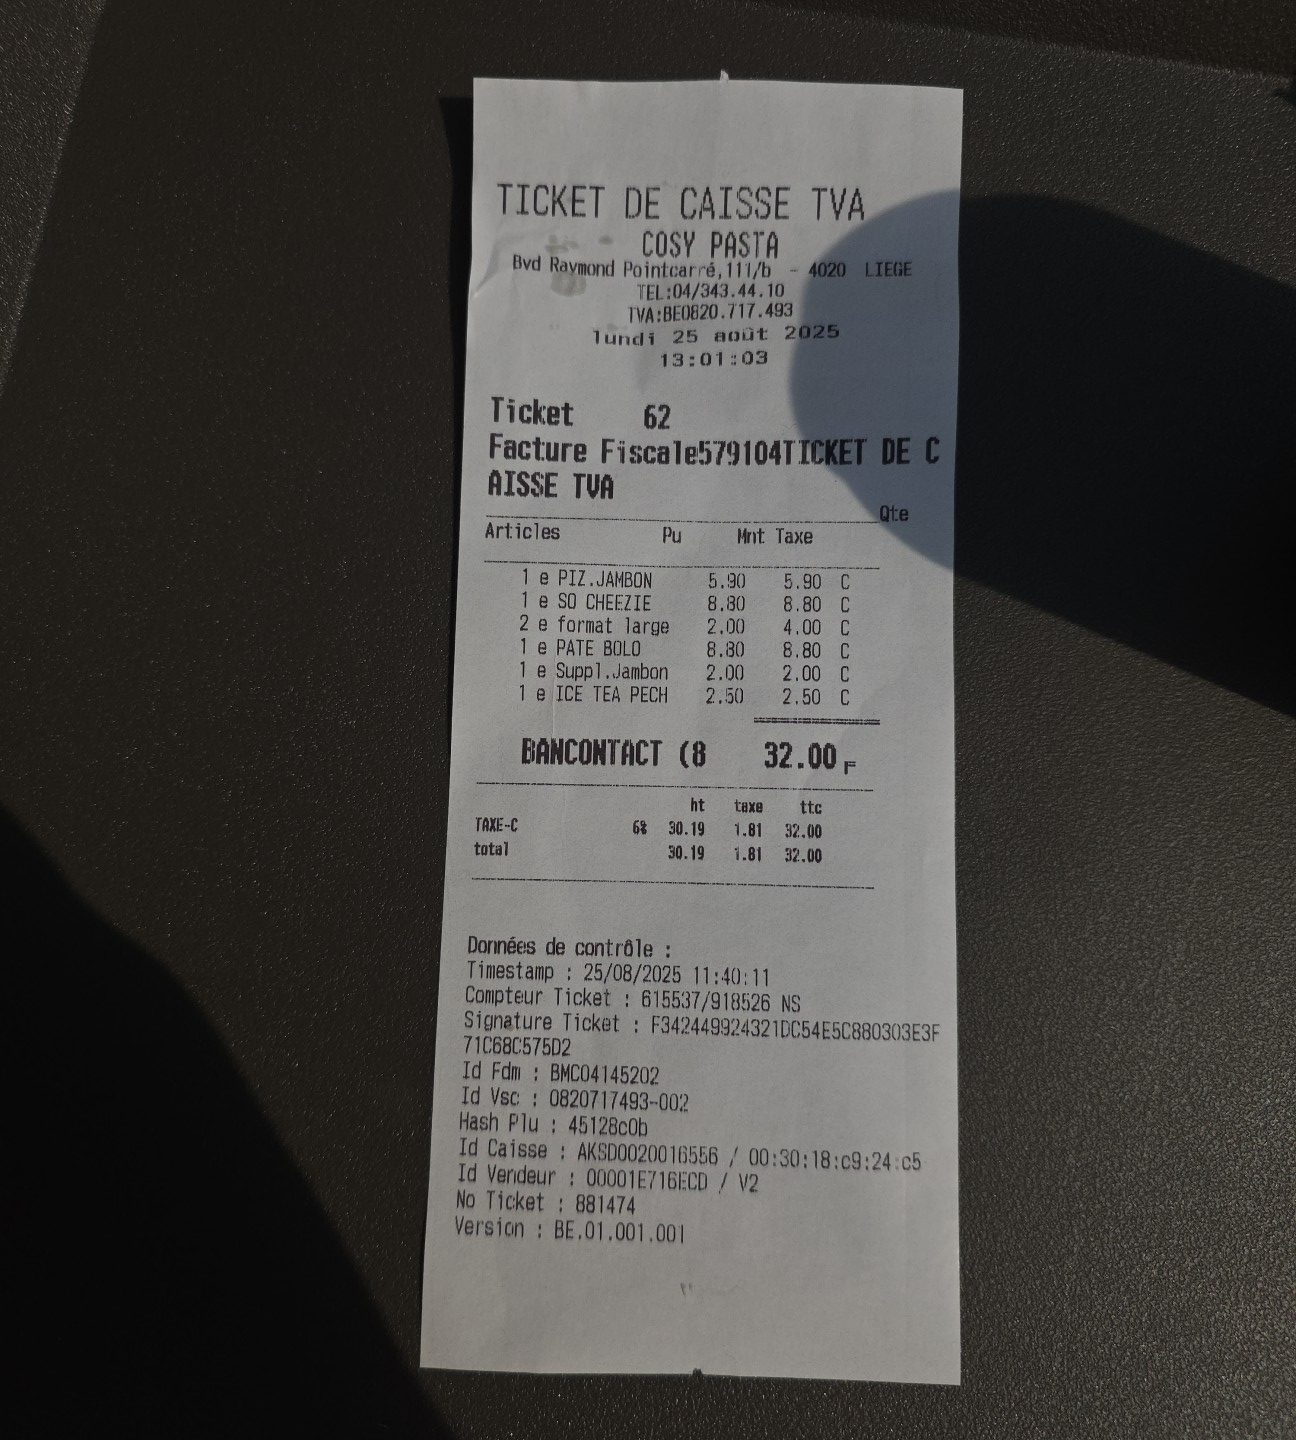 TICKET DE CAISSE TVA
COSY PASTA
Bvd Raymond Pointcarré,111/b - 4020 LIEGE
TEL:04/343.44.10
TVA:BE0820.717.493
lundi 25 août 2025
13:01:03
Ticket 62
Facture Fiscale579104TICKET DE C
AISSE TVA
Qte
Articles Pu Mnt Taxe
1 e PIZ.JAMBON 5.90 5.90 C
1 e SO CHEEZIE 8.80 8.80 C
2 e format large 2.00 4.00 C
1 e PATE BOLO 8.80 8.80 C
1 e Suppl.Jambon 2.00 2.00 C
1 e ICE TEA PECH 2.50 2.50 C
BANCONTACT (8 32.00 F
ht taxe ttc
TAXE-C 6% 30.19 1.81 32.00
total 30.19 1.81 32.00
Données de contrôle :
Timestamp : 25/08/2025 11:40:11
Compteur Ticket : 615537/918526 NS
Signature Ticket : F342449924321DC54E5C880303E3F
71C68C575D2
Id Fdm : BMC04145202
Id Vsc : 0820717493-002
Hash Plu : 45128c0b
Id Caisse : AKSD0020016556 / 00:30:18:c9:24:c5
Id Vendeur : 00001E716ECD / V2
No Ticket : 881474
Version : BE.01.001.001